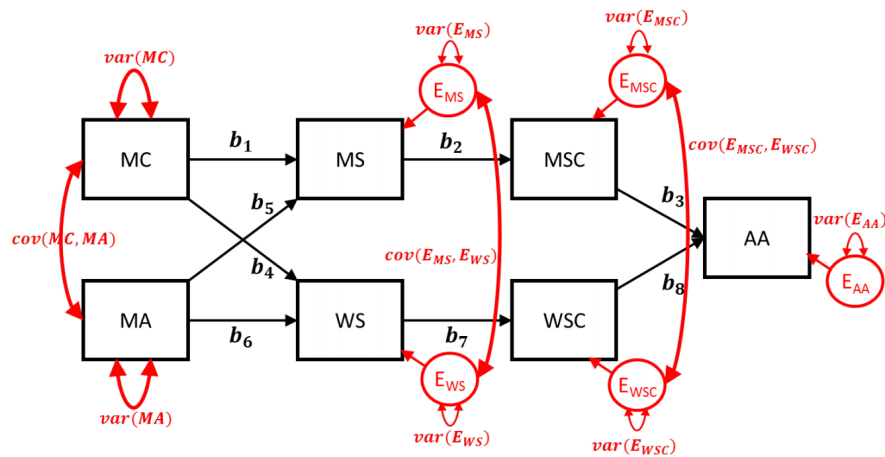 var(E_MS)
var(E_MSC)
var(MC)
E_MS
E_MSC
MC
b_1
MS
b_2
MSC
cov(E_MSC, E_WSC)
b_5
b_3
var(E_AA)
cov(MC, MA)
cov(E_MS, E_WS)
AA
b_4
b_8
E_AA
MA
b_6
WS
b_7
WSC
E_WS
E_WSC
var(MA)
var(E_WS)
var(E_WSC)